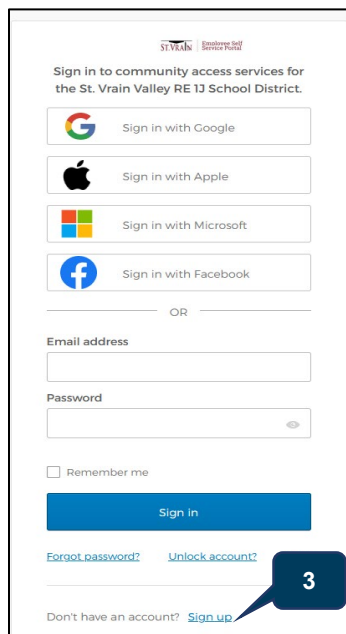 ST.VRAIN Employee Self
Service Portal
Sign in to community access services for
the St. Vrain Valley RE 1J School District.
Sign in with Google
Sign in with Apple
Sign in with Microsoft
Sign in with Facebook
OR
Email address
Password
Remember me
Sign in
Forgot password? Unlock account?
3
Don't have an account? Sign up